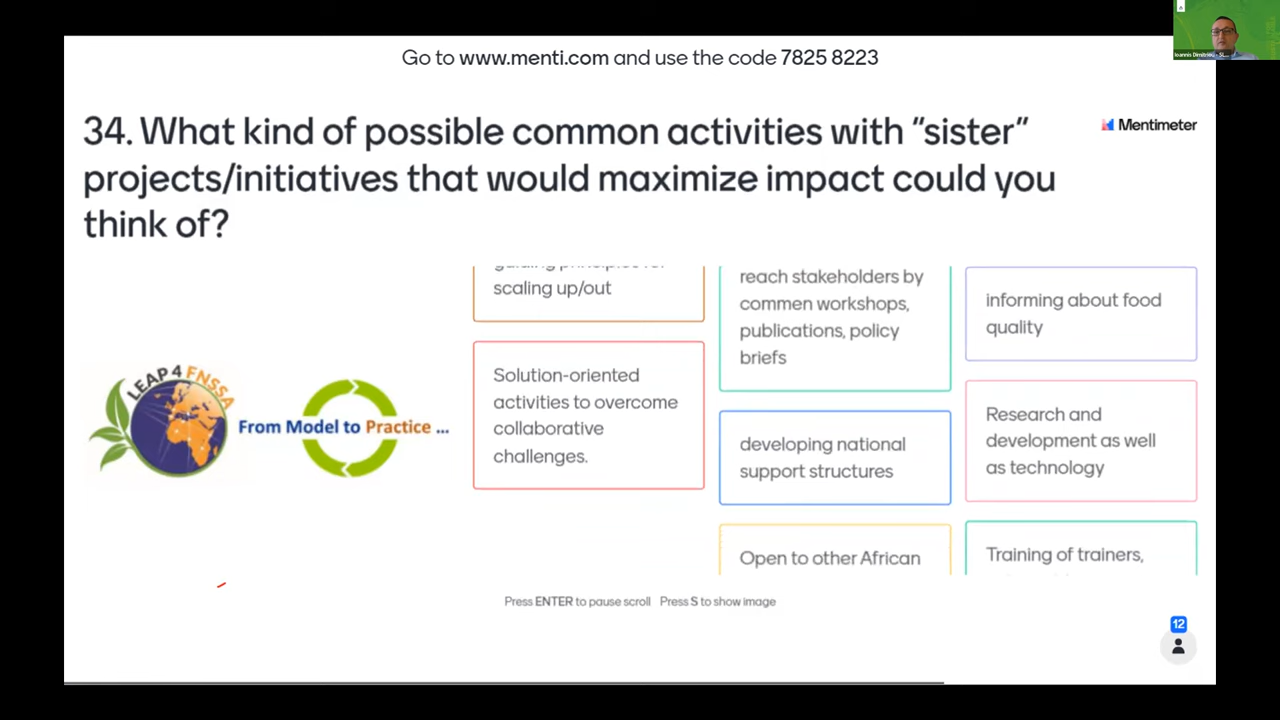 Go to www.menti.com and use the code 7825 8223
34. What kind of possible common activities with "sister"
projects/initiatives that would maximize impact could you
think of?
Mentimeter
LEAP4FNSSA
From Model to Practice ...
guiding principles for
scaling up/out
Solution-oriented
activities to overcome
collaborative
challenges.
reach stakeholders by
commen workshops,
publications, policy
briefs
developing national
support structures
Open to other African
informing about food
quality
Research and
development as well
as technology
Training of trainers,
Press ENTER to pause scroll Press S to show image
12